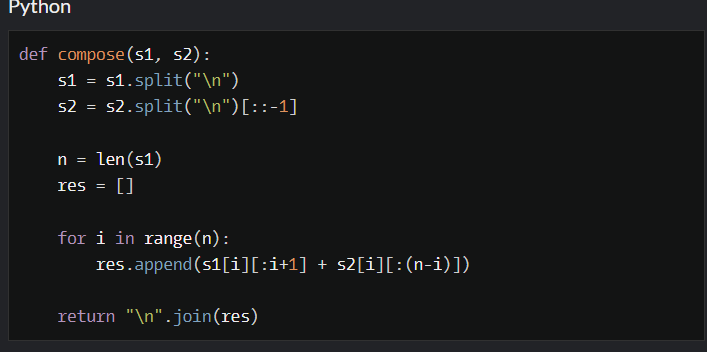 Python
def compose(s1, s2):
    s1 = s1.split("\n")
    s2 = s2.split("\n")[::-1]
    n = len(s1)
    res = []
    for i in range(n):
        res.append(s1[i][:i+1] + s2[i][:(n-i)])
    return "\n".join(res)